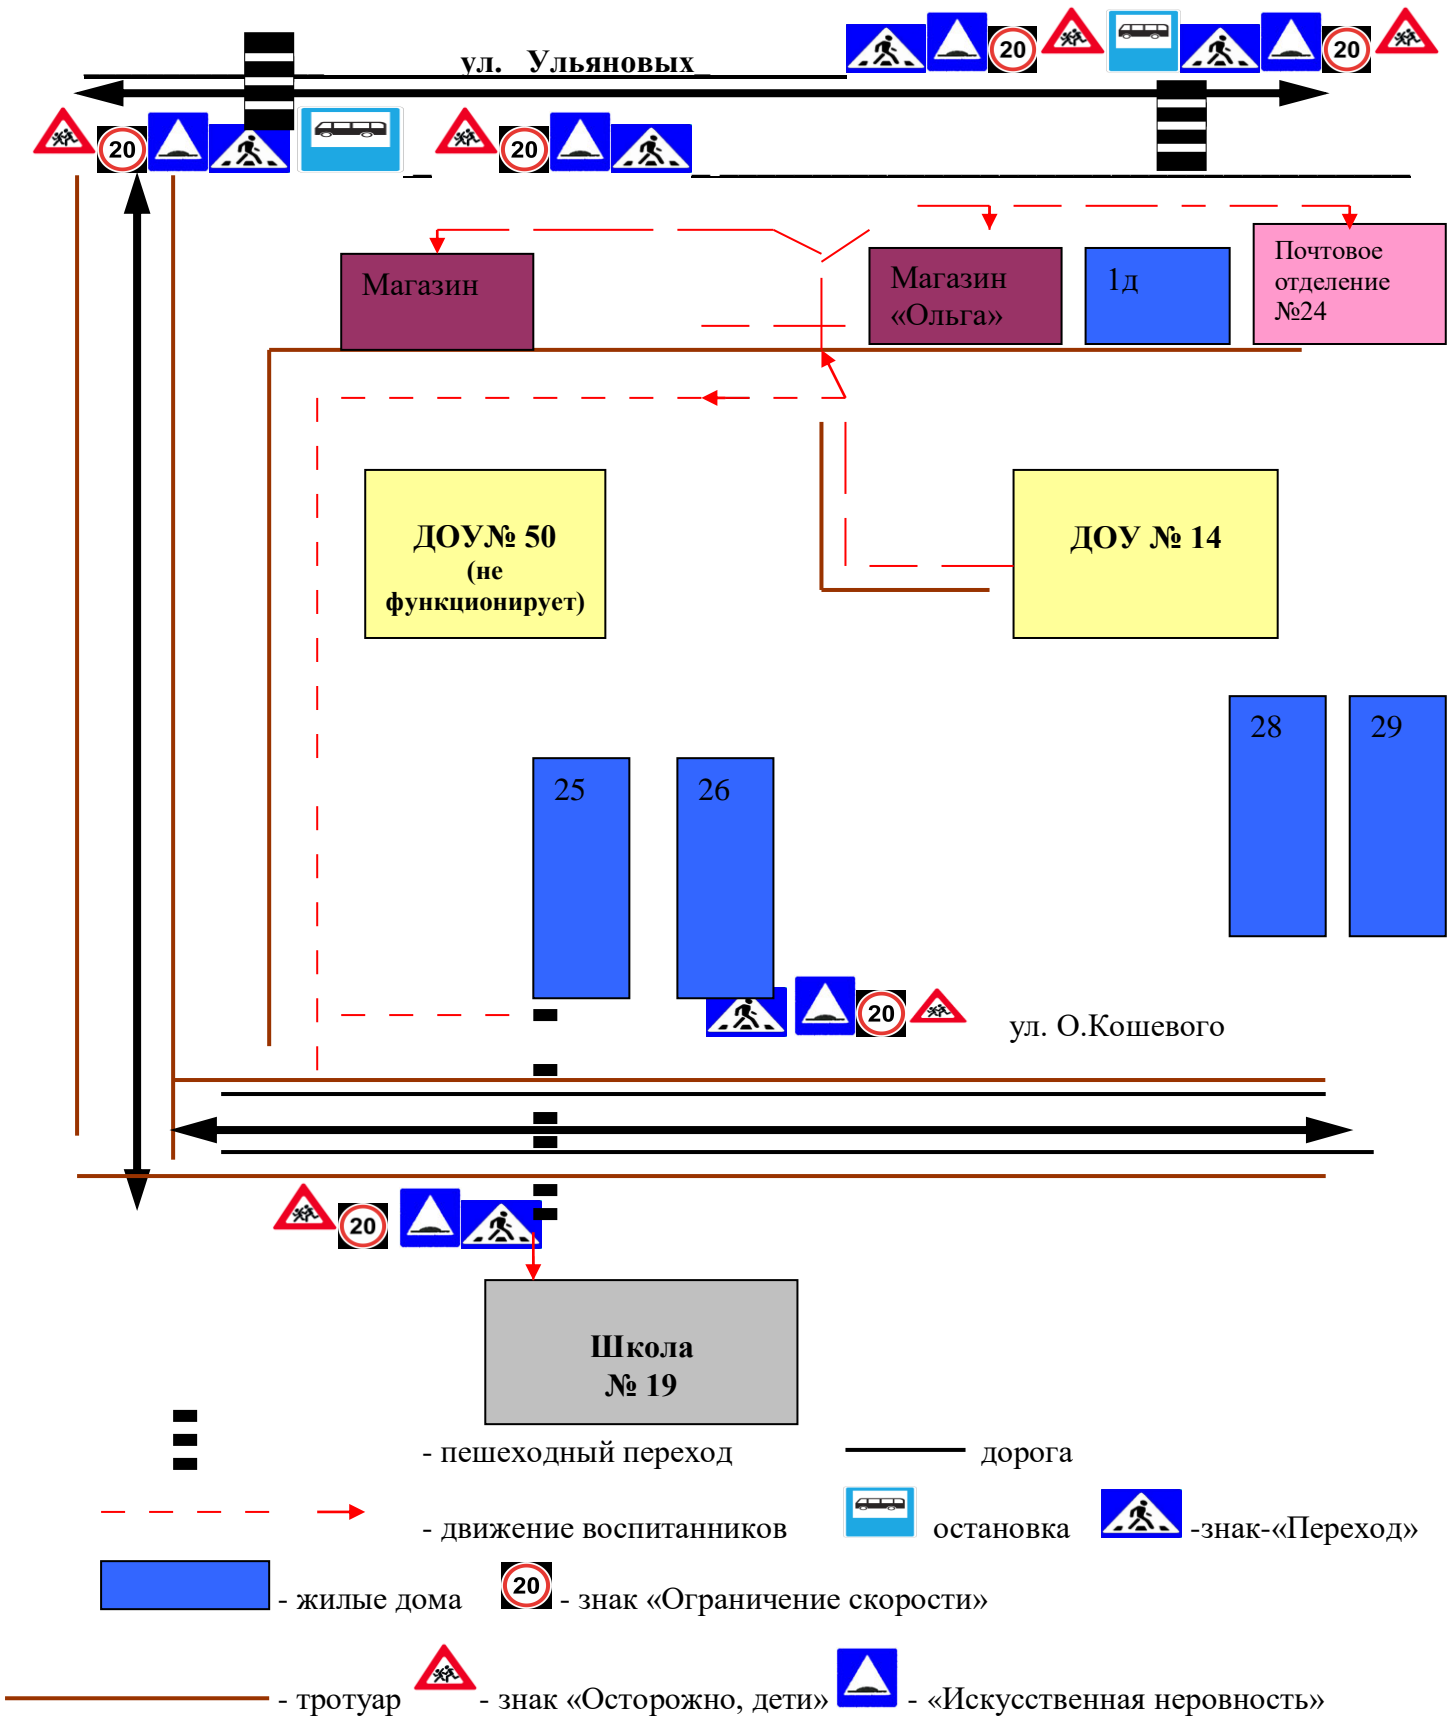 ул. Ульяновых
20
20
20
20
Магазин
Магазин
«Ольга»
1д
Почтовое
отделение
№24
ДОУ№ 50
(не
функционирует)
ДОУ № 14
28
29
25
26
20
ул. О.Кошевого
20
Школа
№ 19
- пешеходный переход
дорога
- движение воспитанников
остановка
-знак-«Переход»
- жилые дома
20
- знак «Ограничение скорости»
- тротуар
- знак «Осторожно, дети»
- «Искусственная неровность»